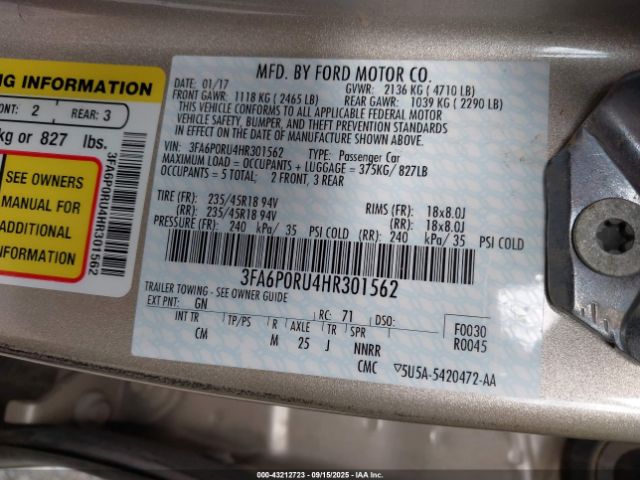 NG INFORMATION
ONT: 2 REAR: 3
kg or 827 lbs.
SEE OWNERS
MANUAL FOR
ADDITIONAL
INFORMATION
3FA6P0RU4HR301562
MFD. BY FORD MOTOR CO.
DATE: 01/17 GVWR: 2136 KG ( 4710 LB)
FRONT GAWR: 1118 KG ( 2465 LB) REAR GAWR: 1039 KG ( 2290 LB)
THIS VEHICLE CONFORMS TO ALL APPLICABLE FEDERAL MOTOR
VEHICLE SAFETY, BUMPER, AND THEFT PREVENTION STANDARDS
IN EFFECT ON THE DATE OF MANUFACTURE SHOWN ABOVE.
VIN: 3FA6P0RU4HR301562 TYPE: Passenger Car
MAXIMUM LOAD = OCCUPANTS + LUGGAGE = 375KG/827LB
OCCUPANTS = 5 TOTAL; 2 FRONT, 3 REAR
TIRE (FR): 235/45R18 94V RIMS (FR): 18x8.0J
(RR): 235/45R18 94V (RR): 18x8.0J
PRESSURE (FR): 240 kPa/ 35 PSI COLD (RR): 240 kPa/ 35 PSI COLD
3FA6P0RU4HR301562
TRAILER TOWING - SEE OWNER GUIDE
EXT PNT: GN RC: 71 DSO:
INT TR TP/PS R AXLE TR SPR
CM M 25 J NNRR
CMC
F0030
R0045
▽5U5A-5420472-AA
000-43212723 - 09/15/2025 - COPYRIGHT IAA, LLC.